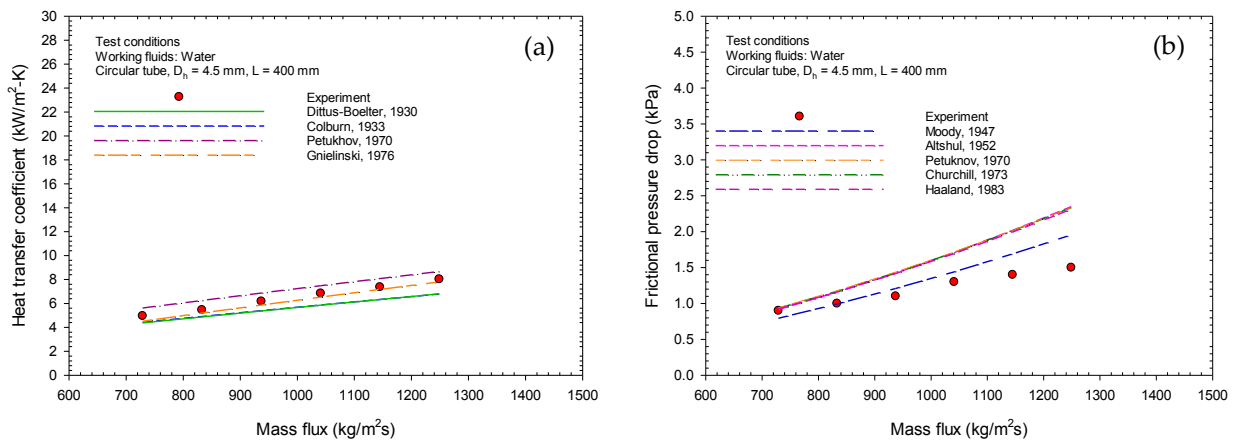 (a)
Test conditions
Working fluids: Water
Circular tube, Dh = 4.5 mm, L = 400 mm
Experiment
Dittus-Boelter, 1930
Colburn, 1933
Petukhov, 1970
Gnielinski, 1976
Heat transfer coefficient (kW/m²-K)
30
28
26
24
22
20
18
16
14
12
10
8
6
4
2
0
600 700 800 900 1000 1100 1200 1300 1400 1500
Mass flux (kg/m²s)
(b)
Test conditions
Working fluids: Water
Circular tube, Dh = 4.5 mm, L = 400 mm
Experiment
Moody, 1947
Altshul, 1952
Petuknov, 1970
Churchill, 1973
Haaland, 1983
Frictional pressure drop (kPa)
5.0
4.5
4.0
3.5
3.0
2.5
2.0
1.5
1.0
0.5
0.0
600 700 800 900 1000 1100 1200 1300 1400 1500
Mass flux (kg/m²s)